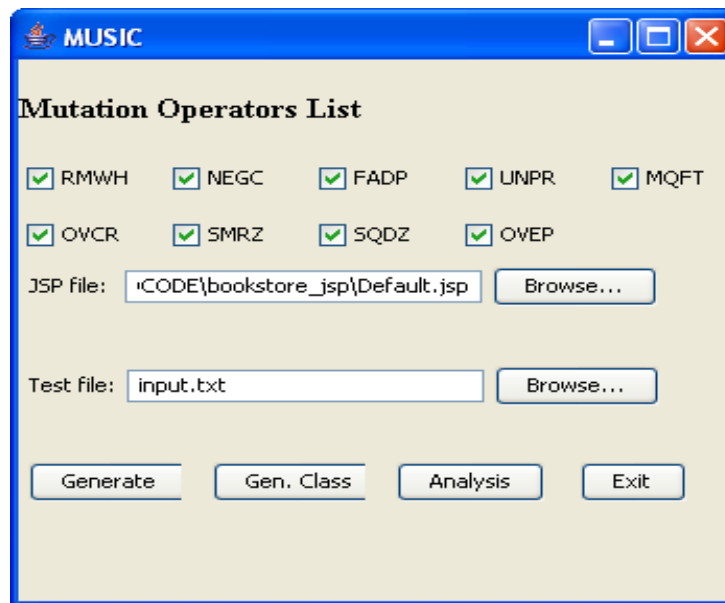 MUSIC
Mutation Operators List
RMWH NEGC FADP UNPR MQFT
OVCR SMRZ SQDZ OVEP
JSP file: CODE\bookstore_jsp\Default.jsp Browse...
Test file: input.txt Browse...
Generate Gen. Class Analysis Exit